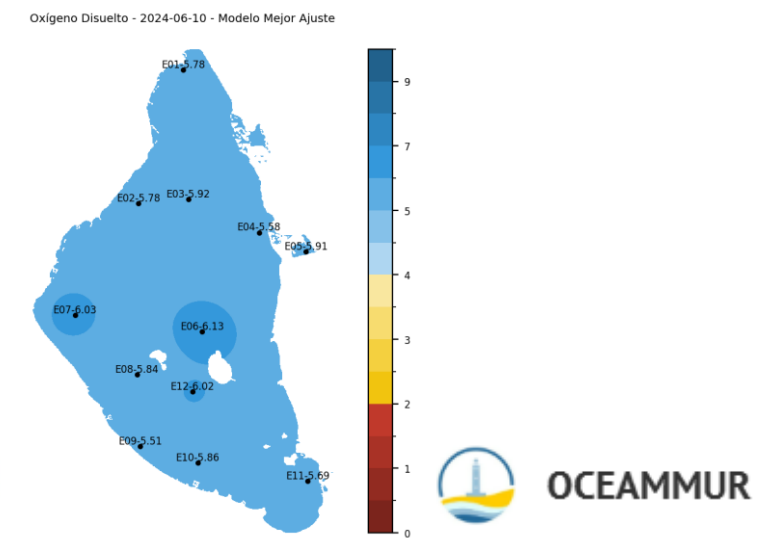 Oxígeno Disuelto - 2024-06-10 - Modelo Mejor Ajuste
E01-5.78
E02-5.78
E03-5.92
E04-5.58
E05-5.91
E07-6.03
E06-6.13
E08-5.84
E12-6.02
E09-5.51
E10-5.86
E11-5.69
9
7
6
5
4
3
2
1
0
OCEAMMUR